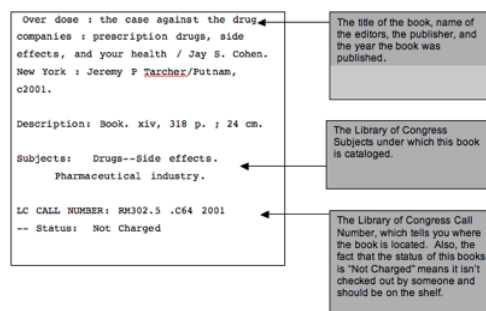 Over dose : the case against the drug
companies : prescription drugs, side
effects, and your health / Jay S. Cohen.
New York : Jeremy P Tarcher/Putnam,
c2001.
Description: Book. xiv, 318 p. ; 24 cm.
Subjects: Drugs--Side effects.
Pharmaceutical industry.
LC CALL NUMBER: RM302.5 .C64 2001
-- Status: Not Charged
The title of the book, name of
the editors, the publisher, and
the year the book was
published.
The Library of Congress
Subjects under which this book
is cataloged.
The Library of Congress Call
Number, which tells you where
the book is located. Also, the
fact that the status of this books
is "Not Charged" means it isn't
checked out by someone and
should be on the shelf.